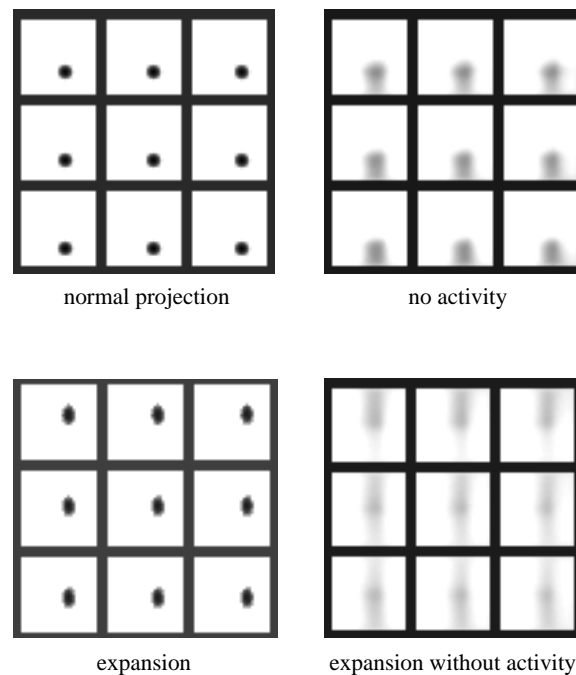 normal projection
no activity
expansion
expansion without activity